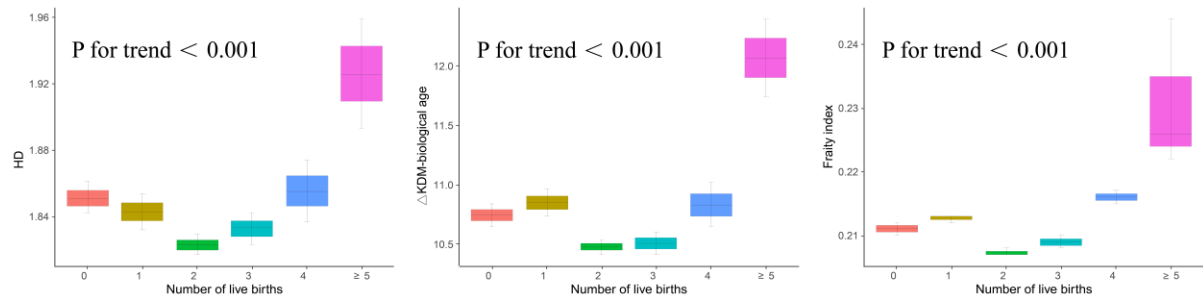 P for trend < 0.001
HD
1.96
1.92
1.88
1.84
0 1 2 3 4 ≥ 5
Number of live births
P for trend < 0.001
△KDM-biological age
12.0
11.5
11.0
10.5
0 1 2 3 4 ≥ 5
Number of live births
P for trend < 0.001
Fraity index
0.24
0.23
0.22
0.21
0 1 2 3 4 ≥ 5
Number of live births